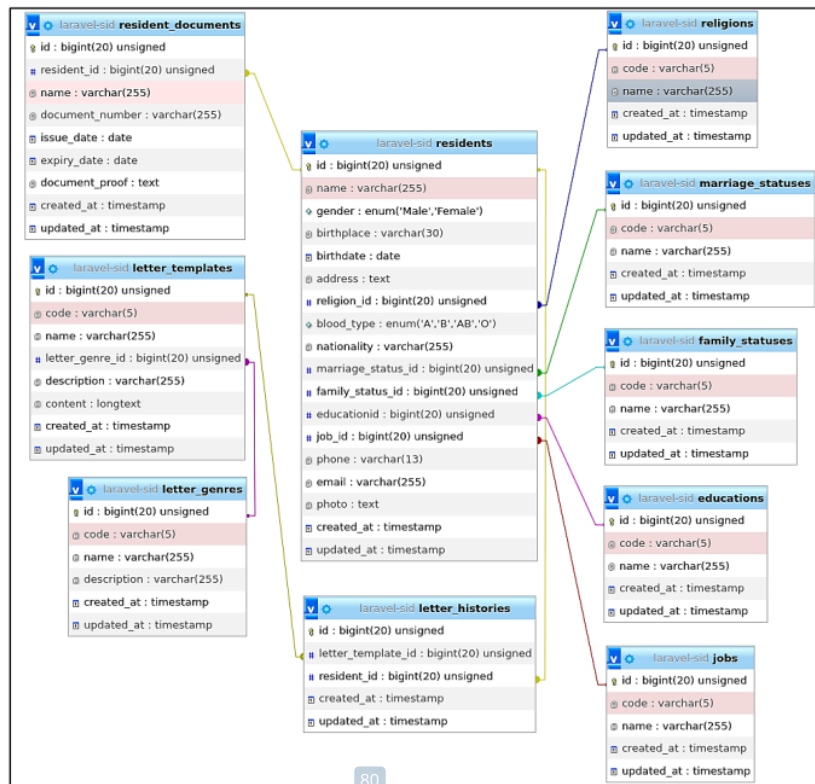 laravel-sid resident_documents
id : bigint(20) unsigned
resident_id : bigint(20) unsigned
name : varchar(255)
document_number : varchar(255)
issue_date : date
expiry_date : date
document_proof : text
created_at : timestamp
updated_at : timestamp
laravel-sid letter_templates
id : bigint(20) unsigned
code : varchar(5)
name : varchar(255)
letter_genre_id : bigint(20) unsigned
description : varchar(255)
content : longtext
created_at : timestamp
updated_at : timestamp
laravel-sid letter_genres
id : bigint(20) unsigned
code : varchar(5)
name : varchar(255)
description : varchar(255)
created_at : timestamp
updated_at : timestamp
laravel-sid residents
id : bigint(20) unsigned
name : varchar(255)
gender : enum('Male','Female')
birthplace : varchar(30)
birthdate : date
address : text
religion_id : bigint(20) unsigned
blood_type : enum('A','B','AB','O')
nationality : varchar(255)
marriage_status_id : bigint(20) unsigned
family_status_id : bigint(20) unsigned
educationid : bigint(20) unsigned
job_id : bigint(20) unsigned
phone : varchar(13)
email : varchar(255)
photo : text
created_at : timestamp
updated_at : timestamp
laravel-sid letter_histories
id : bigint(20) unsigned
letter_template_id : bigint(20) unsigned
resident_id : bigint(20) unsigned
created_at : timestamp
updated_at : timestamp
laravel-sid religions
id : bigint(20) unsigned
code : varchar(5)
name : varchar(255)
created_at : timestamp
updated_at : timestamp
laravel-sid marriage_statuses
id : bigint(20) unsigned
code : varchar(5)
name : varchar(255)
created_at : timestamp
updated_at : timestamp
laravel-sid family_statuses
id : bigint(20) unsigned
code : varchar(5)
name : varchar(255)
created_at : timestamp
updated_at : timestamp
laravel-sid educations
id : bigint(20) unsigned
code : varchar(5)
name : varchar(255)
created_at : timestamp
updated_at : timestamp
laravel-sid jobs
id : bigint(20) unsigned
code : varchar(5)
name : varchar(255)
created_at : timestamp
updated_at : timestamp
80